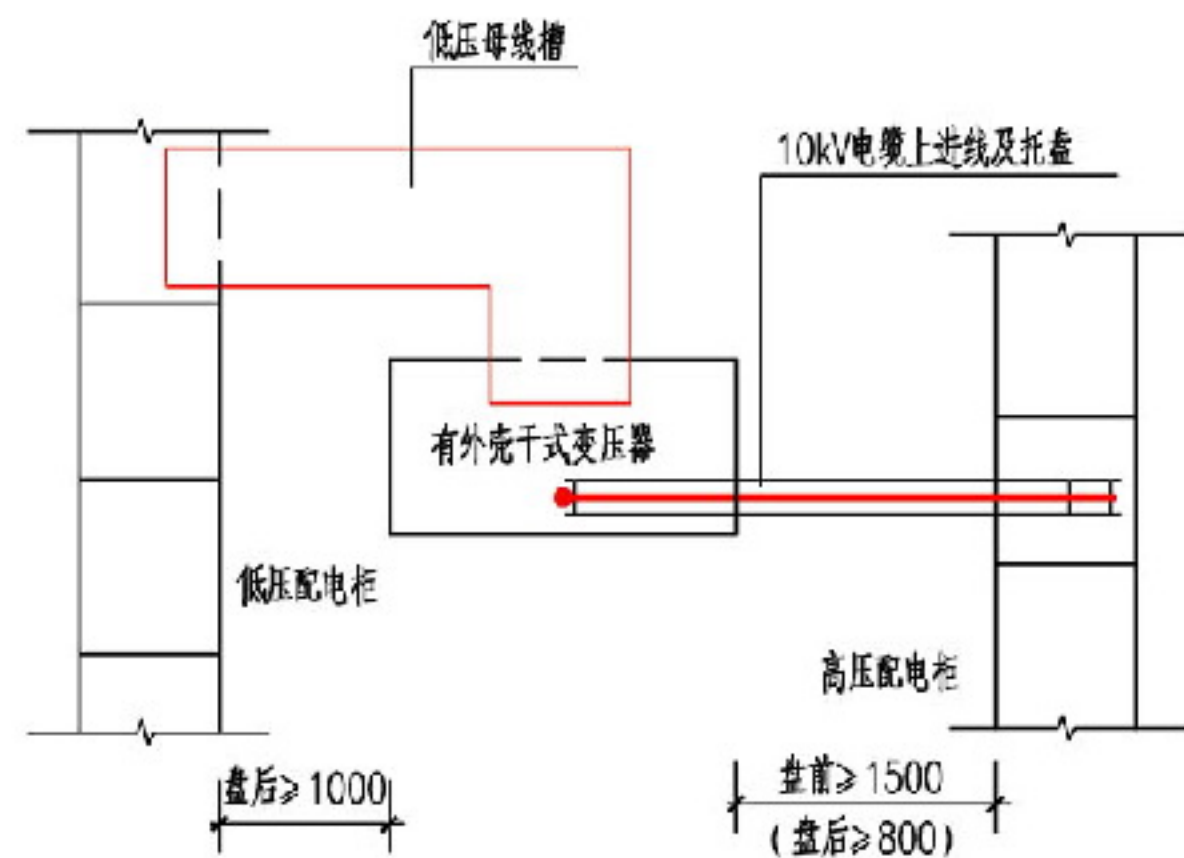 低压母线槽
10kV电缆上进线及托盘
有外壳干式变压器
低压配电柜
高压配电柜
盘后≥1000
盘前≥1500
(盘后≥800)